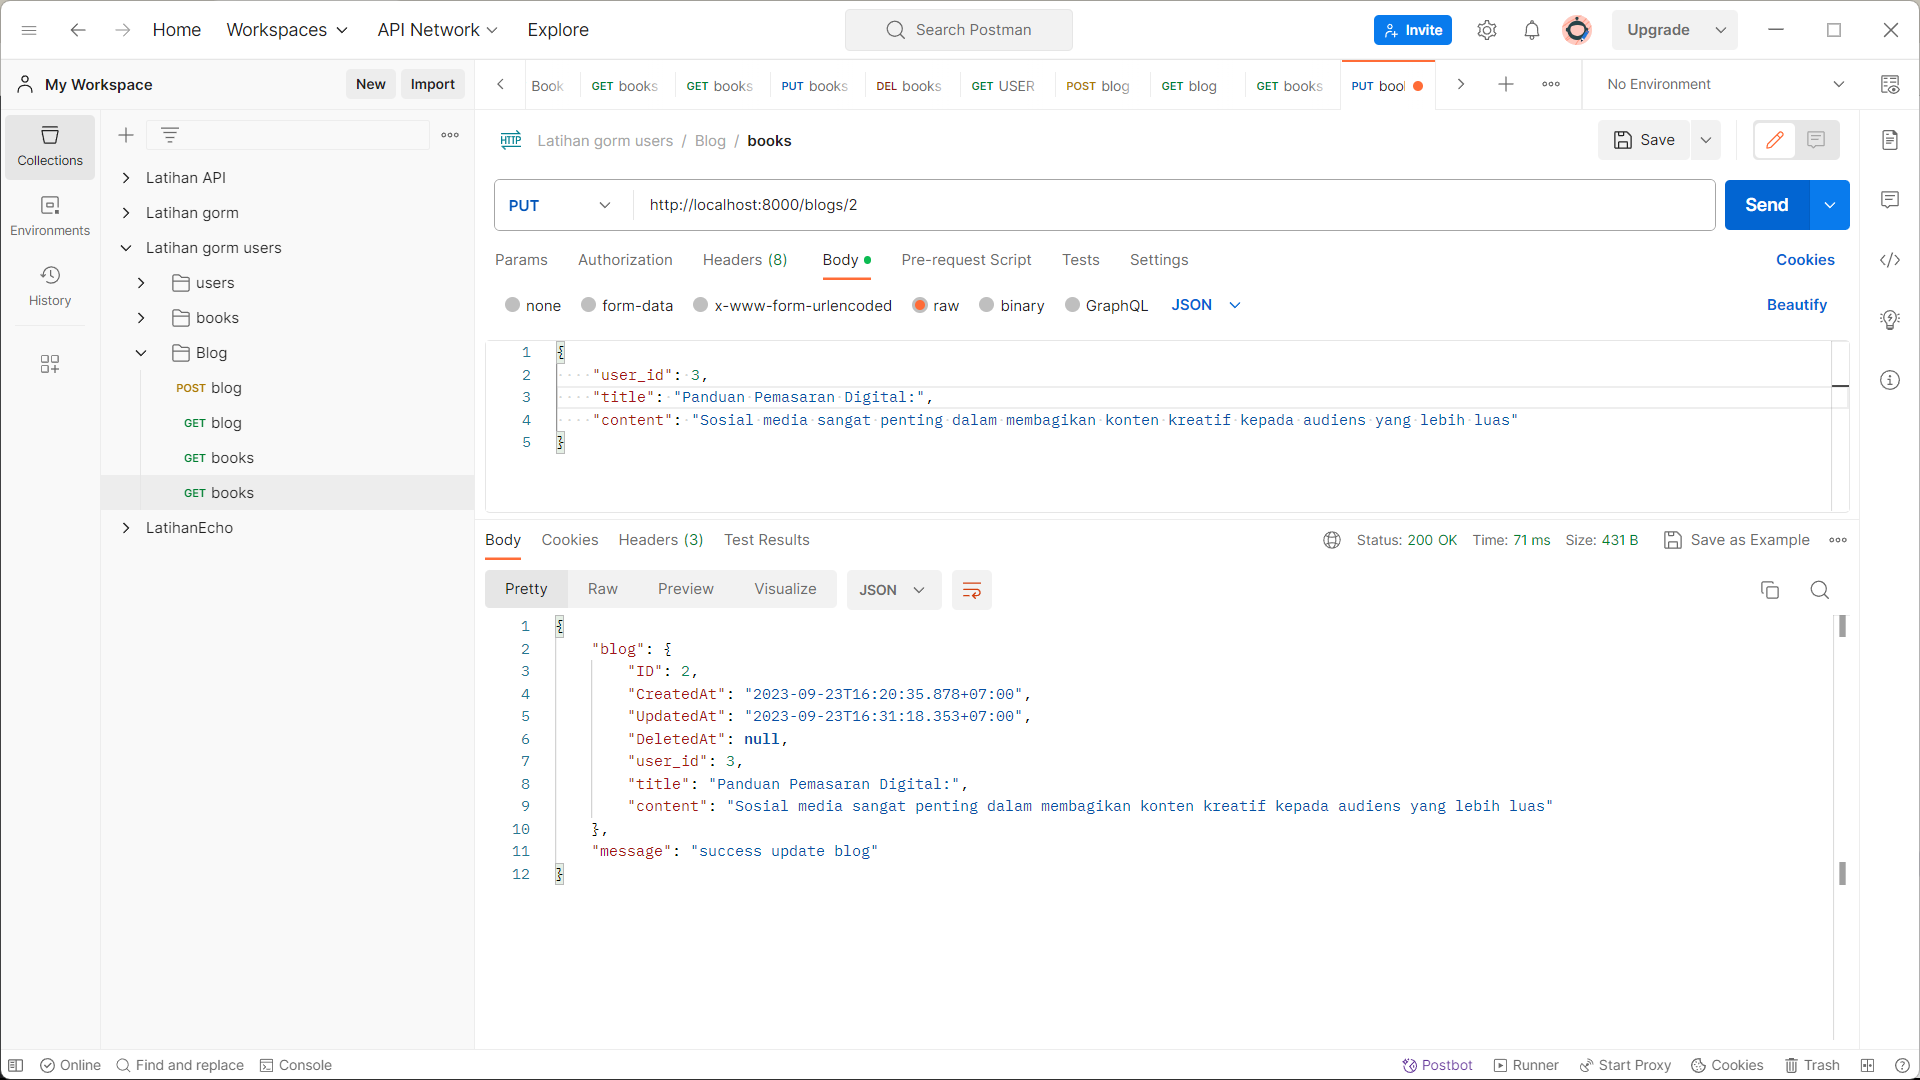 Home Workspaces API Network Explore Search Postman Invite Upgrade
My Workspace New Import
Book GET books GET books PUT books DEL books GET USER POST blog GET blog GET books PUT bool No Environment
Collections
Environments
History
Latihan API
Latihan gorm
Latihan gorm users
users
books
Blog
POST blog
GET blog
GET books
GET books
LatihanEcho
HTTP Latihan gorm users / Blog / books Save
PUT http://localhost:8000/blogs/2 Send
Params Authorization Headers (8) Body Pre-request Script Tests Settings Cookies
none form-data x-www-form-urlencoded raw binary GraphQL JSON Beautify
1 {
2 "user_id": 3,
3 "title": "Panduan Pemasaran Digital:",
4 "content": "Sosial media sangat penting dalam membagikan konten kreatif kepada audiens yang lebih luas"
5 }
Body Cookies Headers (3) Test Results Status: 200 OK Time: 71 ms Size: 431 B Save as Example
Pretty Raw Preview Visualize JSON
1 {
2 "blog": {
3 "ID": 2,
4 "CreatedAt": "2023-09-23T16:20:35.878+07:00",
5 "UpdatedAt": "2023-09-23T16:31:18.353+07:00",
6 "DeletedAt": null,
7 "user_id": 3,
8 "title": "Panduan Pemasaran Digital:",
9 "content": "Sosial media sangat penting dalam membagikan konten kreatif kepada audiens yang lebih luas"
10 },
11 "message": "success update blog"
12 }
Online Find and replace Console Postbot Runner Start Proxy Cookies Trash